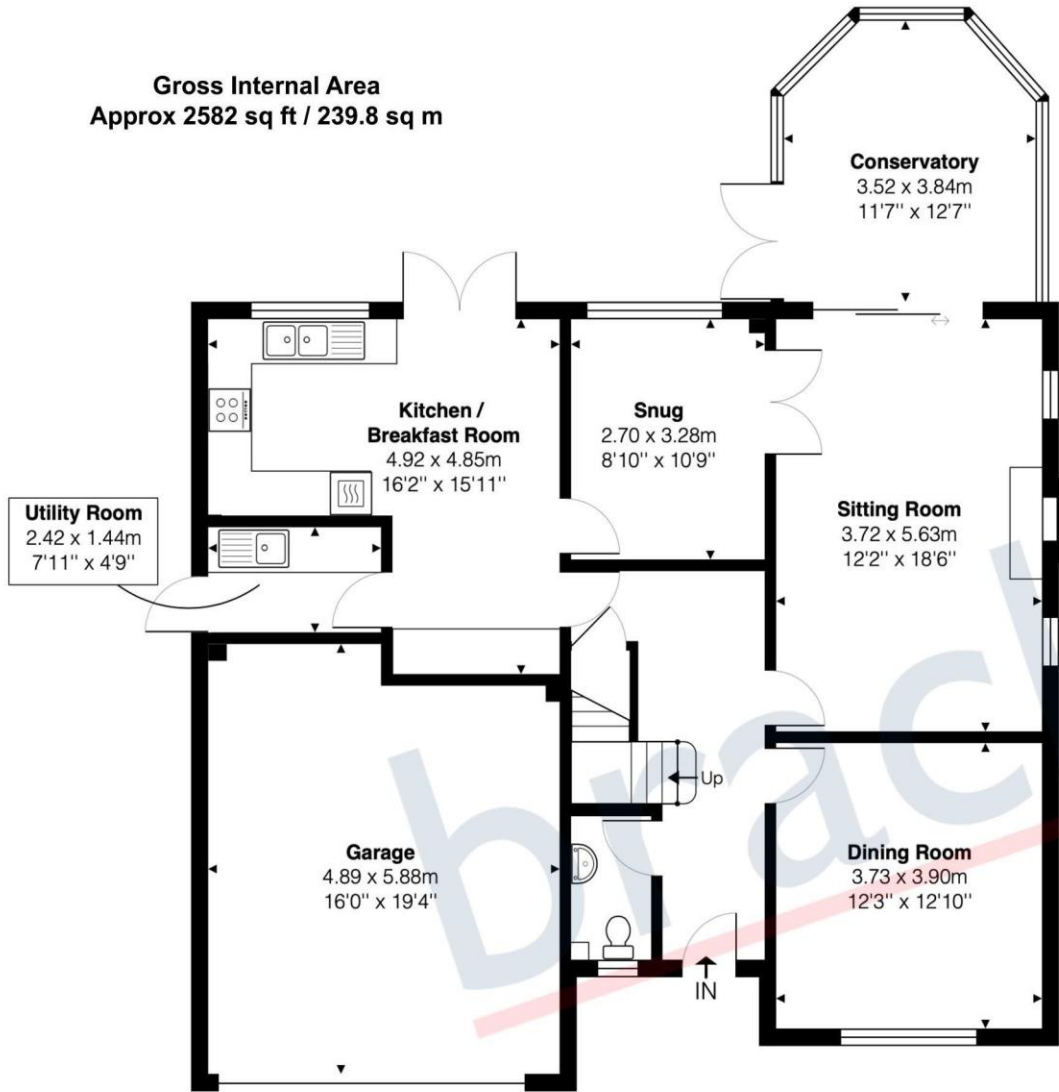 Gross Internal Area
Approx 2582 sq ft / 239.8 sq m
Conservatory
3.52 x 3.84m
11'7" x 12'7"
Kitchen /
Breakfast Room
4.92 x 4.85m
16'2" x 15'11"
Snug
2.70 x 3.28m
8'10" x 10'9"
Utility Room
2.42 x 1.44m
7'11" x 4'9"
Sitting Room
3.72 x 5.63m
12'2" x 18'6"
Up
Garage
4.89 x 5.88m
16'0" x 19'4"
Dining Room
3.73 x 3.90m
12'3" x 12'10"
IN